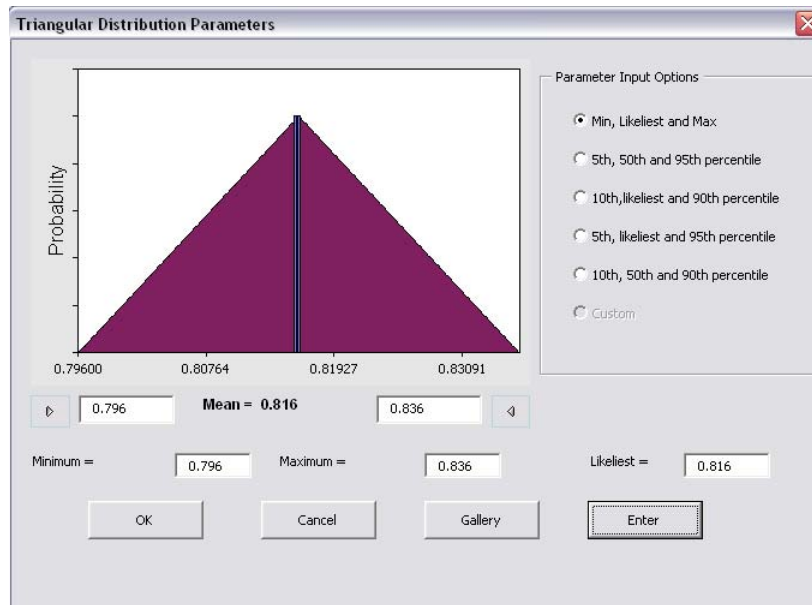 Triangular Distribution Parameters
Probability
0.79600 0.80764 0.81927 0.83091
0.796 Mean = 0.816 0.836
Parameter Input Options
Min, Likeliest and Max
5th, 50th and 95th percentile
10th,likeliest and 90th percentile
5th, likeliest and 95th percentile
10th, 50th and 90th percentile
Custom
Minimum = 0.796 Maximum = 0.836 Likeliest = 0.816
OK Cancel Gallery Enter